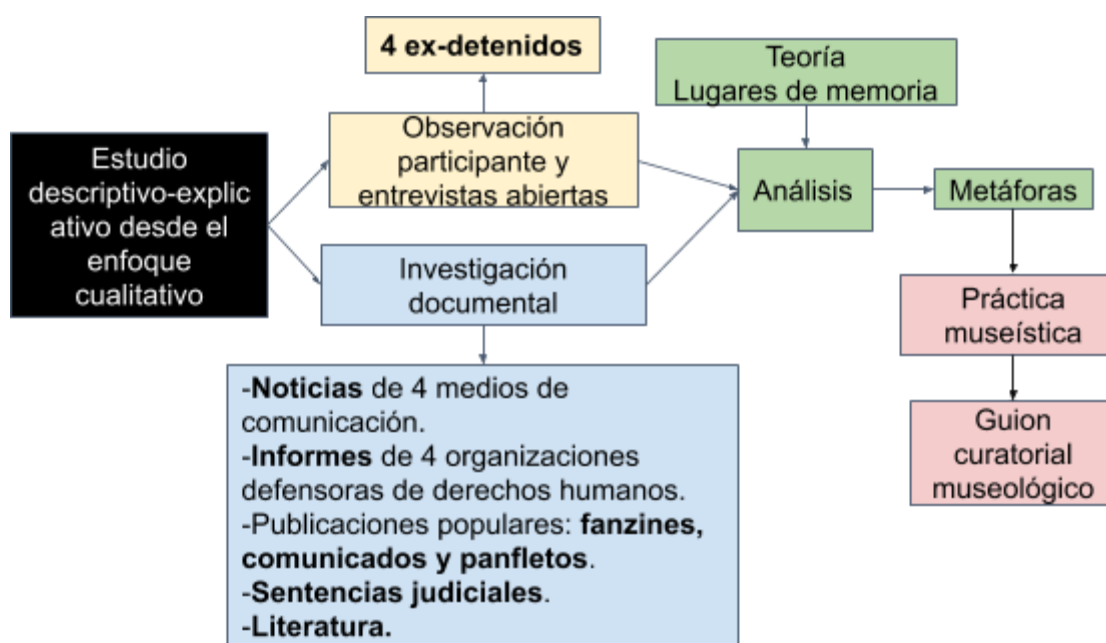 4 ex-detenidos
Teoría
Lugares de memoria
Estudio
descriptivo-explic
ativo desde el
enfoque
cualitativo
Observación
participante y
entrevistas abiertas
Análisis
Metáforas
Investigación
documental
Práctica
museística
-Noticias de 4 medios de
comunicación.
-Informes de 4 organizaciones
defensoras de derechos humanos.
-Publicaciones populares: fanzines,
comunicados y panfletos.
-Sentencias judiciales.
-Literatura.
Guion
curatorial
museológico